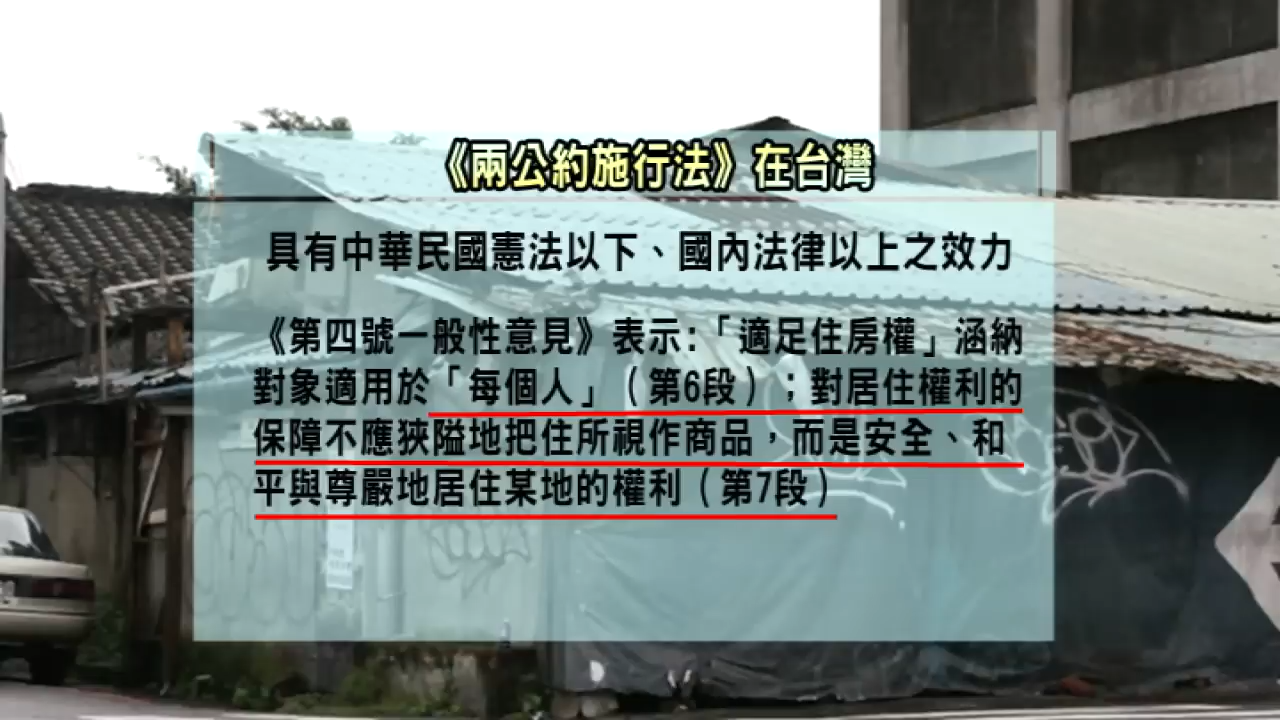 《兩公約施行法》在台灣
具有中華民國憲法以下、國內法律以上之效力
《第四號一般性意見》表示:「適足住房權」涵納
對象適用於「每個人」（第6段）；對居住權利的
保障不應狹隘地把住所視作商品，而是安全、和
平與尊嚴地居住某地的權利（第7段）